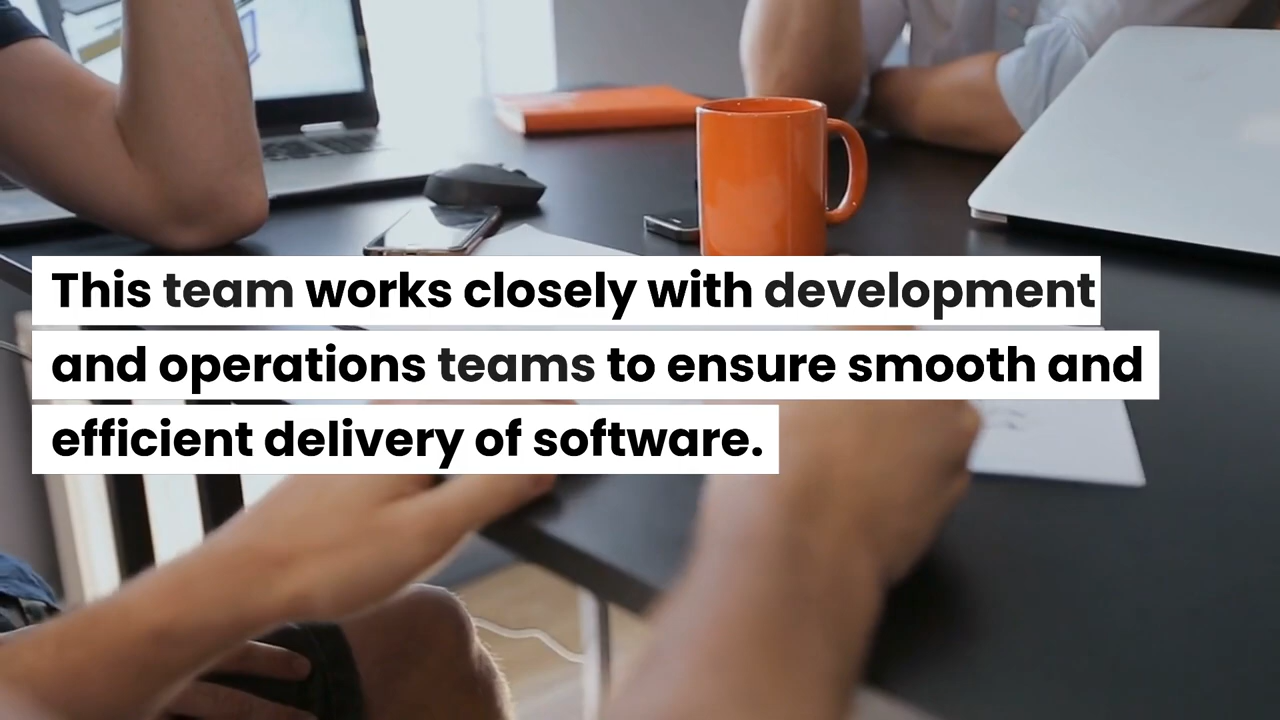 This team works closely with development
and operations teams to ensure smooth and
efficient delivery of software.